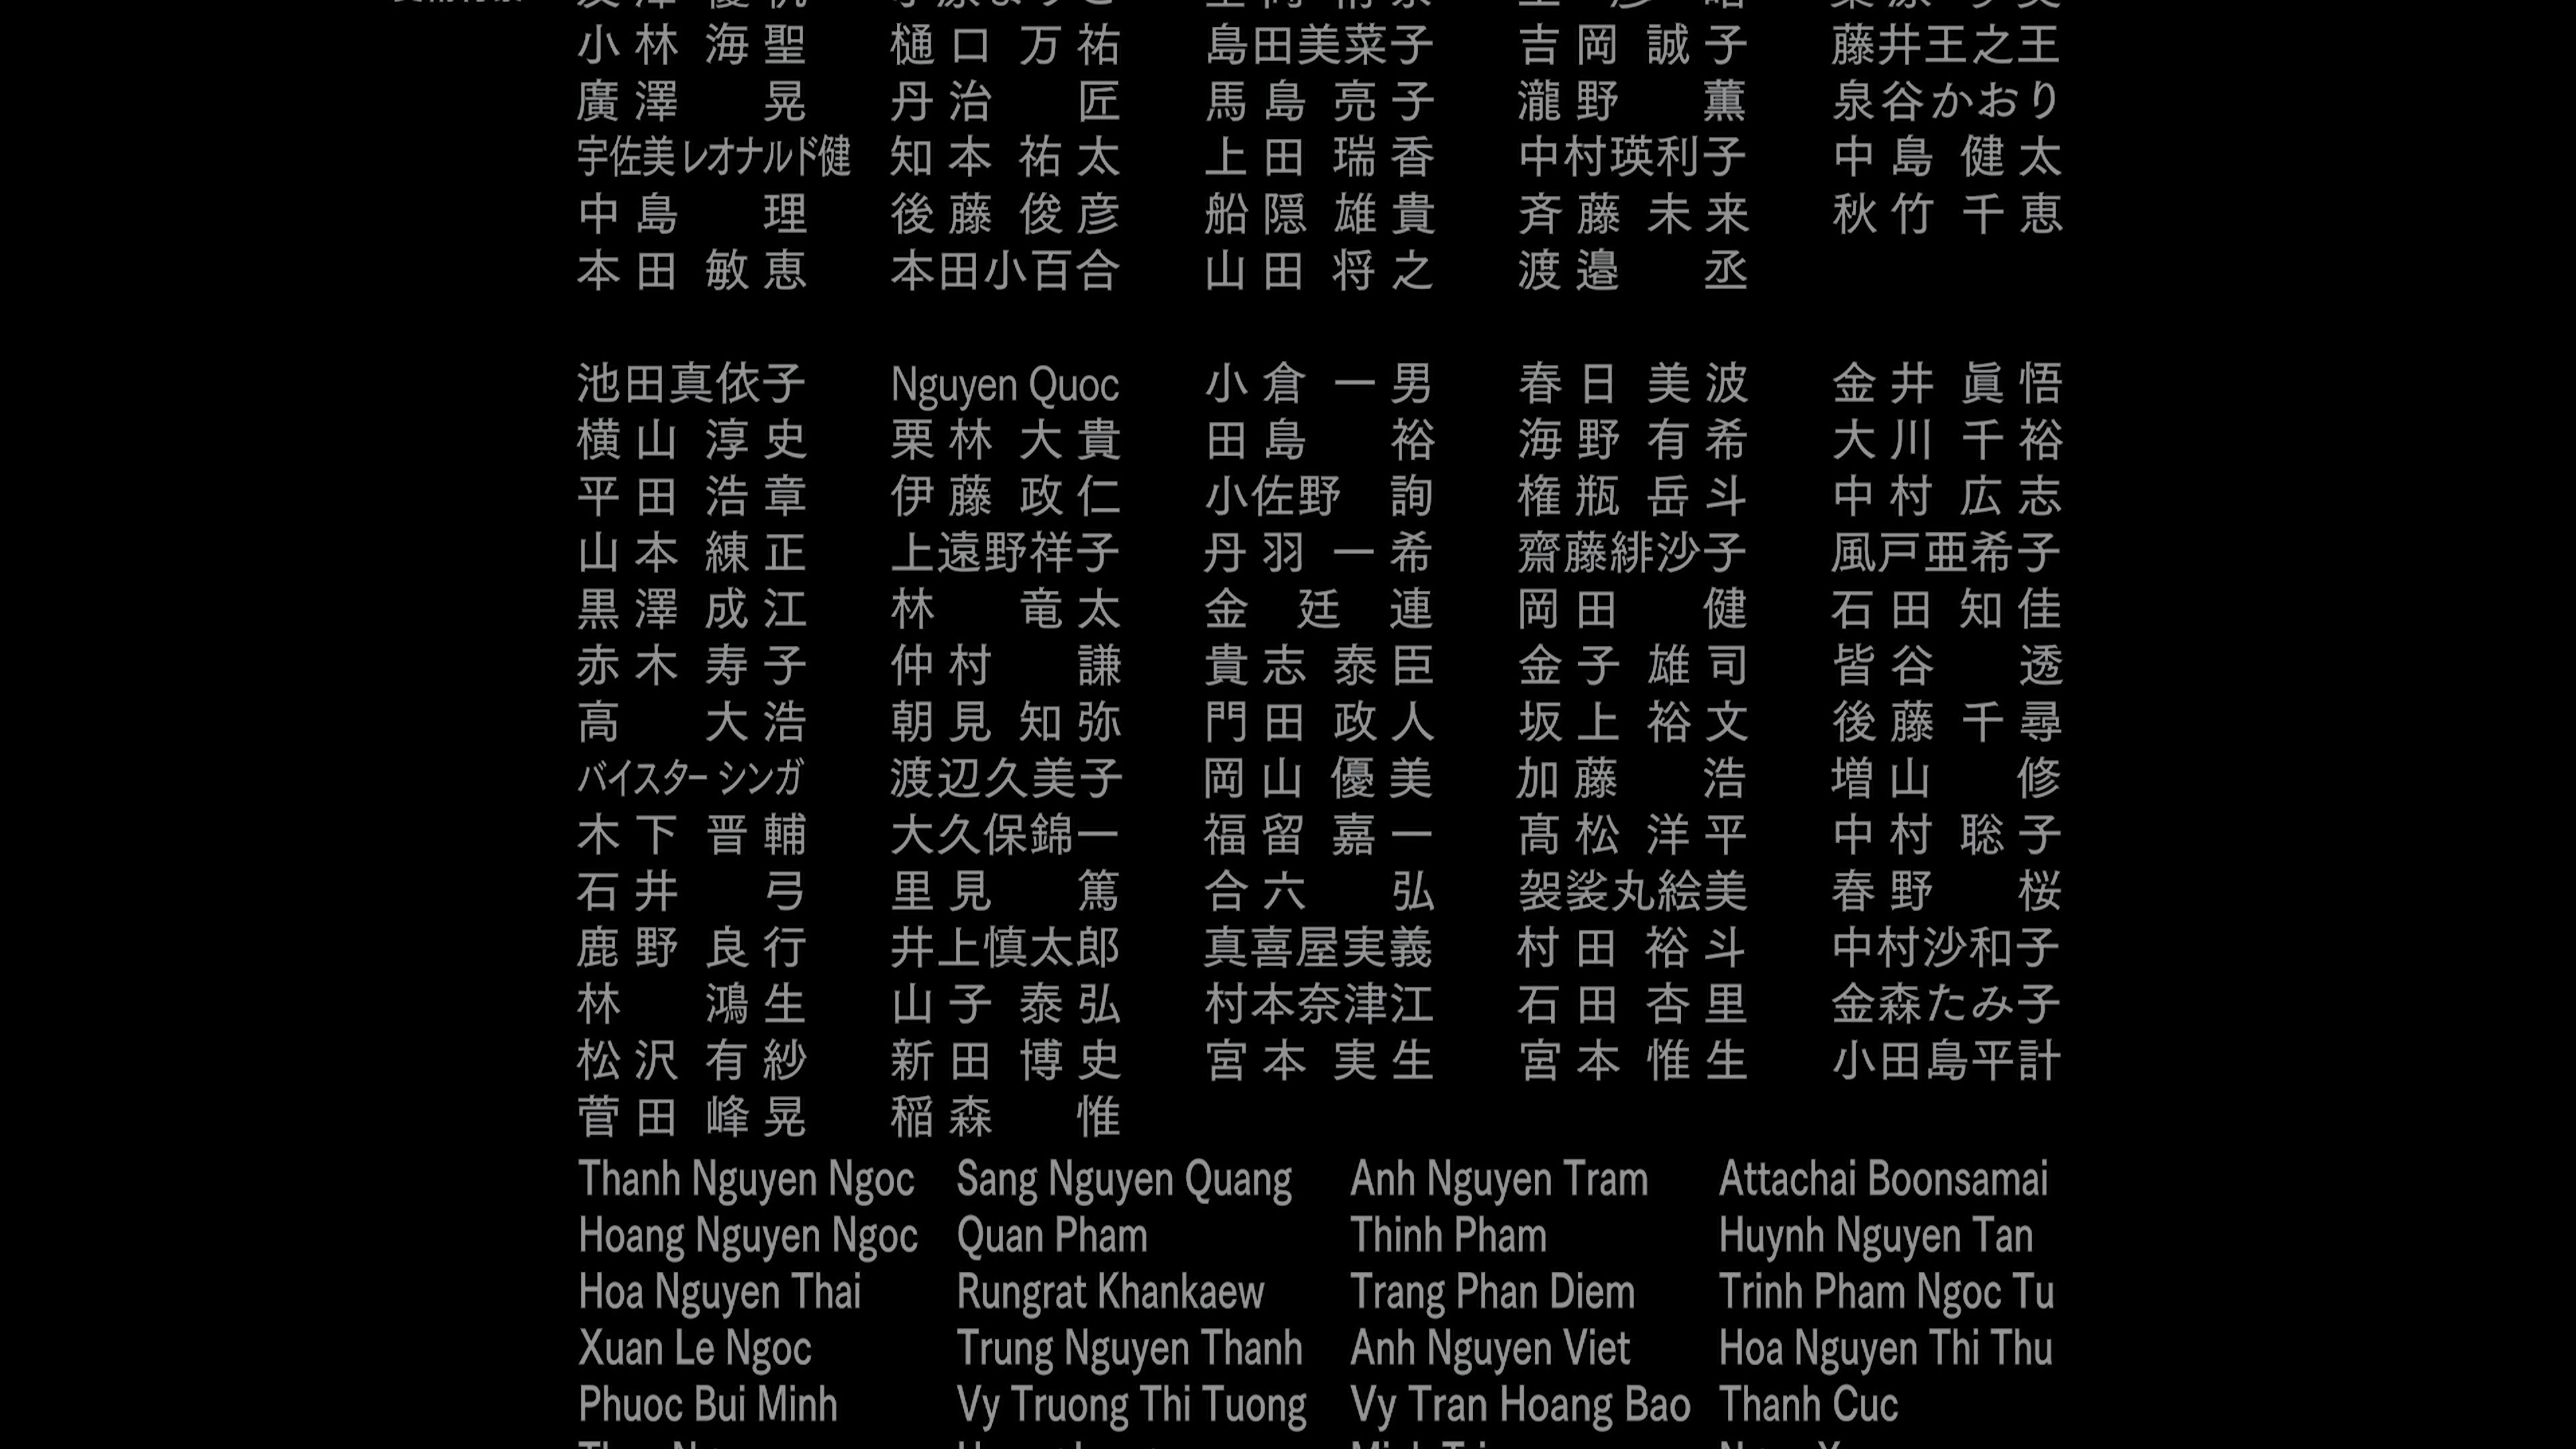 小林 海聖 樋口 万祐 島田美菜子 吉岡 誠子 藤井王之王
廣澤 晃 丹治 匠 馬島 亮子 瀧野 薫 泉谷かおり
宇佐美 レオナルド健 知本 祐太 上田 瑞香 中村瑛利子 中島 健太
中島 理 後藤 俊彦 船隠 雄貴 斉藤 未来 秋竹 千恵
本田 敏恵 本田小百合 山田 将之 渡邉 丞
池田真依子 Nguyen Quoc 小倉 一男 春日 美波 金井 眞悟
横山 淳史 栗林 大貴 田島 裕 海野 有希 大川 千裕
平田 浩章 伊藤 政仁 小佐野 詢 権瓶 岳斗 中村 広志
山本 練正 上遠野祥子 丹羽 一希 齋藤緋沙子 風戸亜希子
黒澤 成江 林 竜太 金 廷連 岡田 健 石田 知佳
赤木 寿子 仲村 謙 貴志 泰臣 金子 雄司 皆谷 透
高 大浩 朝見 知弥 門田 政人 坂上 裕文 後藤 千尋
バイスター シンガ 渡辺久美子 岡山 優美 加藤 浩 増山 修
木下 晋輔 大久保錦一 福留 嘉一 髙松 洋平 中村 聡子
石井 弓 里見 篤 合六 弘 袈裟丸絵美 春野 桜
鹿野 良行 井上慎太郎 真喜屋実義 村田 裕斗 中村沙和子
林 鴻生 山子 泰弘 村本奈津江 石田 杏里 金森たみ子
松沢 有紗 新田 博史 宮本 実生 宮本 惟生 小田島平計
菅田 峰晃 稲森 惟
Thanh Nguyen Ngoc Sang Nguyen Quang Anh Nguyen Tram Attachai Boonsamai
Hoang Nguyen Ngoc Quan Pham Thinh Pham Huynh Nguyen Tan
Hoa Nguyen Thai Rungrat Khankaew Trang Phan Diem Trinh Pham Ngoc Tu
Xuan Le Ngoc Trung Nguyen Thanh Anh Nguyen Viet Hoa Nguyen Thi Thu
Phuoc Bui Minh Vy Truong Thi Tuong Vy Tran Hoang Bao Thanh Cuc